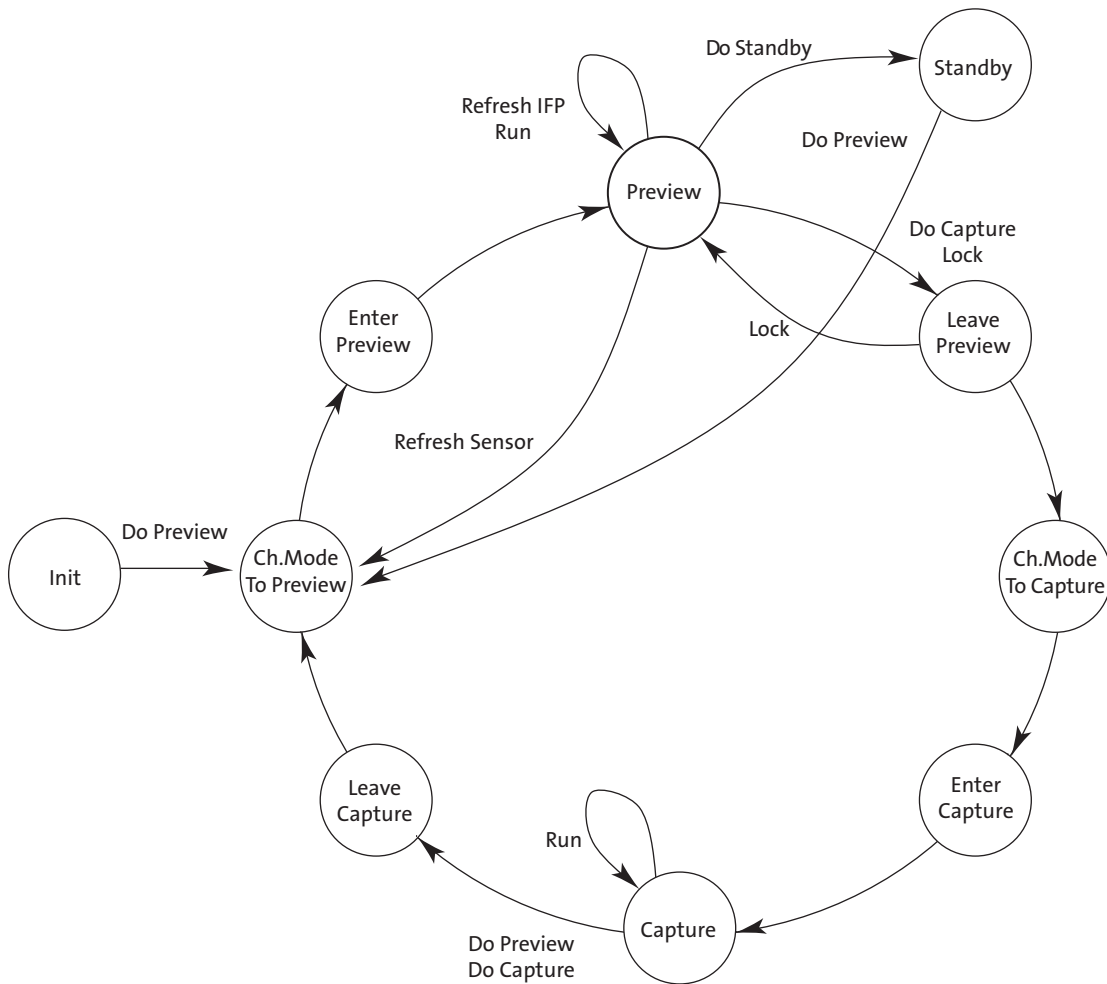 Do Standby
Standby
Refresh IFP
Run
Do Preview
Preview
Do Capture
Lock
Enter
Preview
Lock
Leave
Preview
Refresh Sensor
Do Preview
Init
Ch.Mode
To Preview
Ch.Mode
To Capture
Leave
Capture
Enter
Capture
Run
Capture
Do Preview
Do Capture